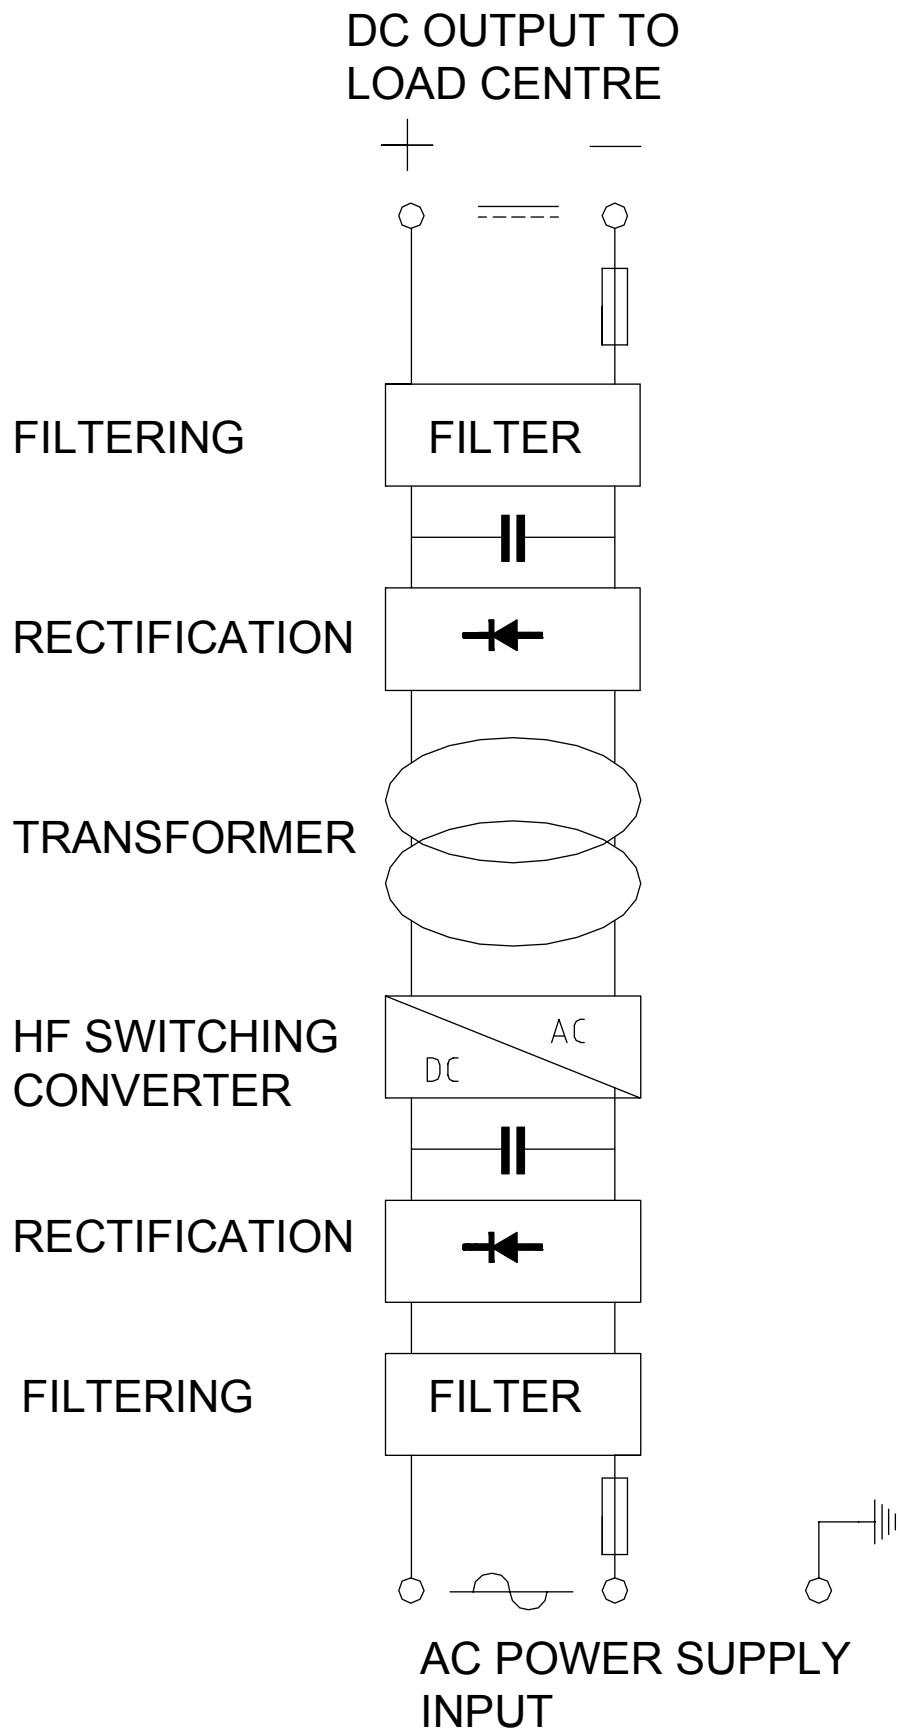 DC OUTPUT TO
LOAD CENTRE
+ —
FILTERING FILTER
RECTIFICATION
TRANSFORMER
HF SWITCHING
CONVERTER
AC
DC
RECTIFICATION
FILTERING FILTER
AC POWER SUPPLY
INPUT